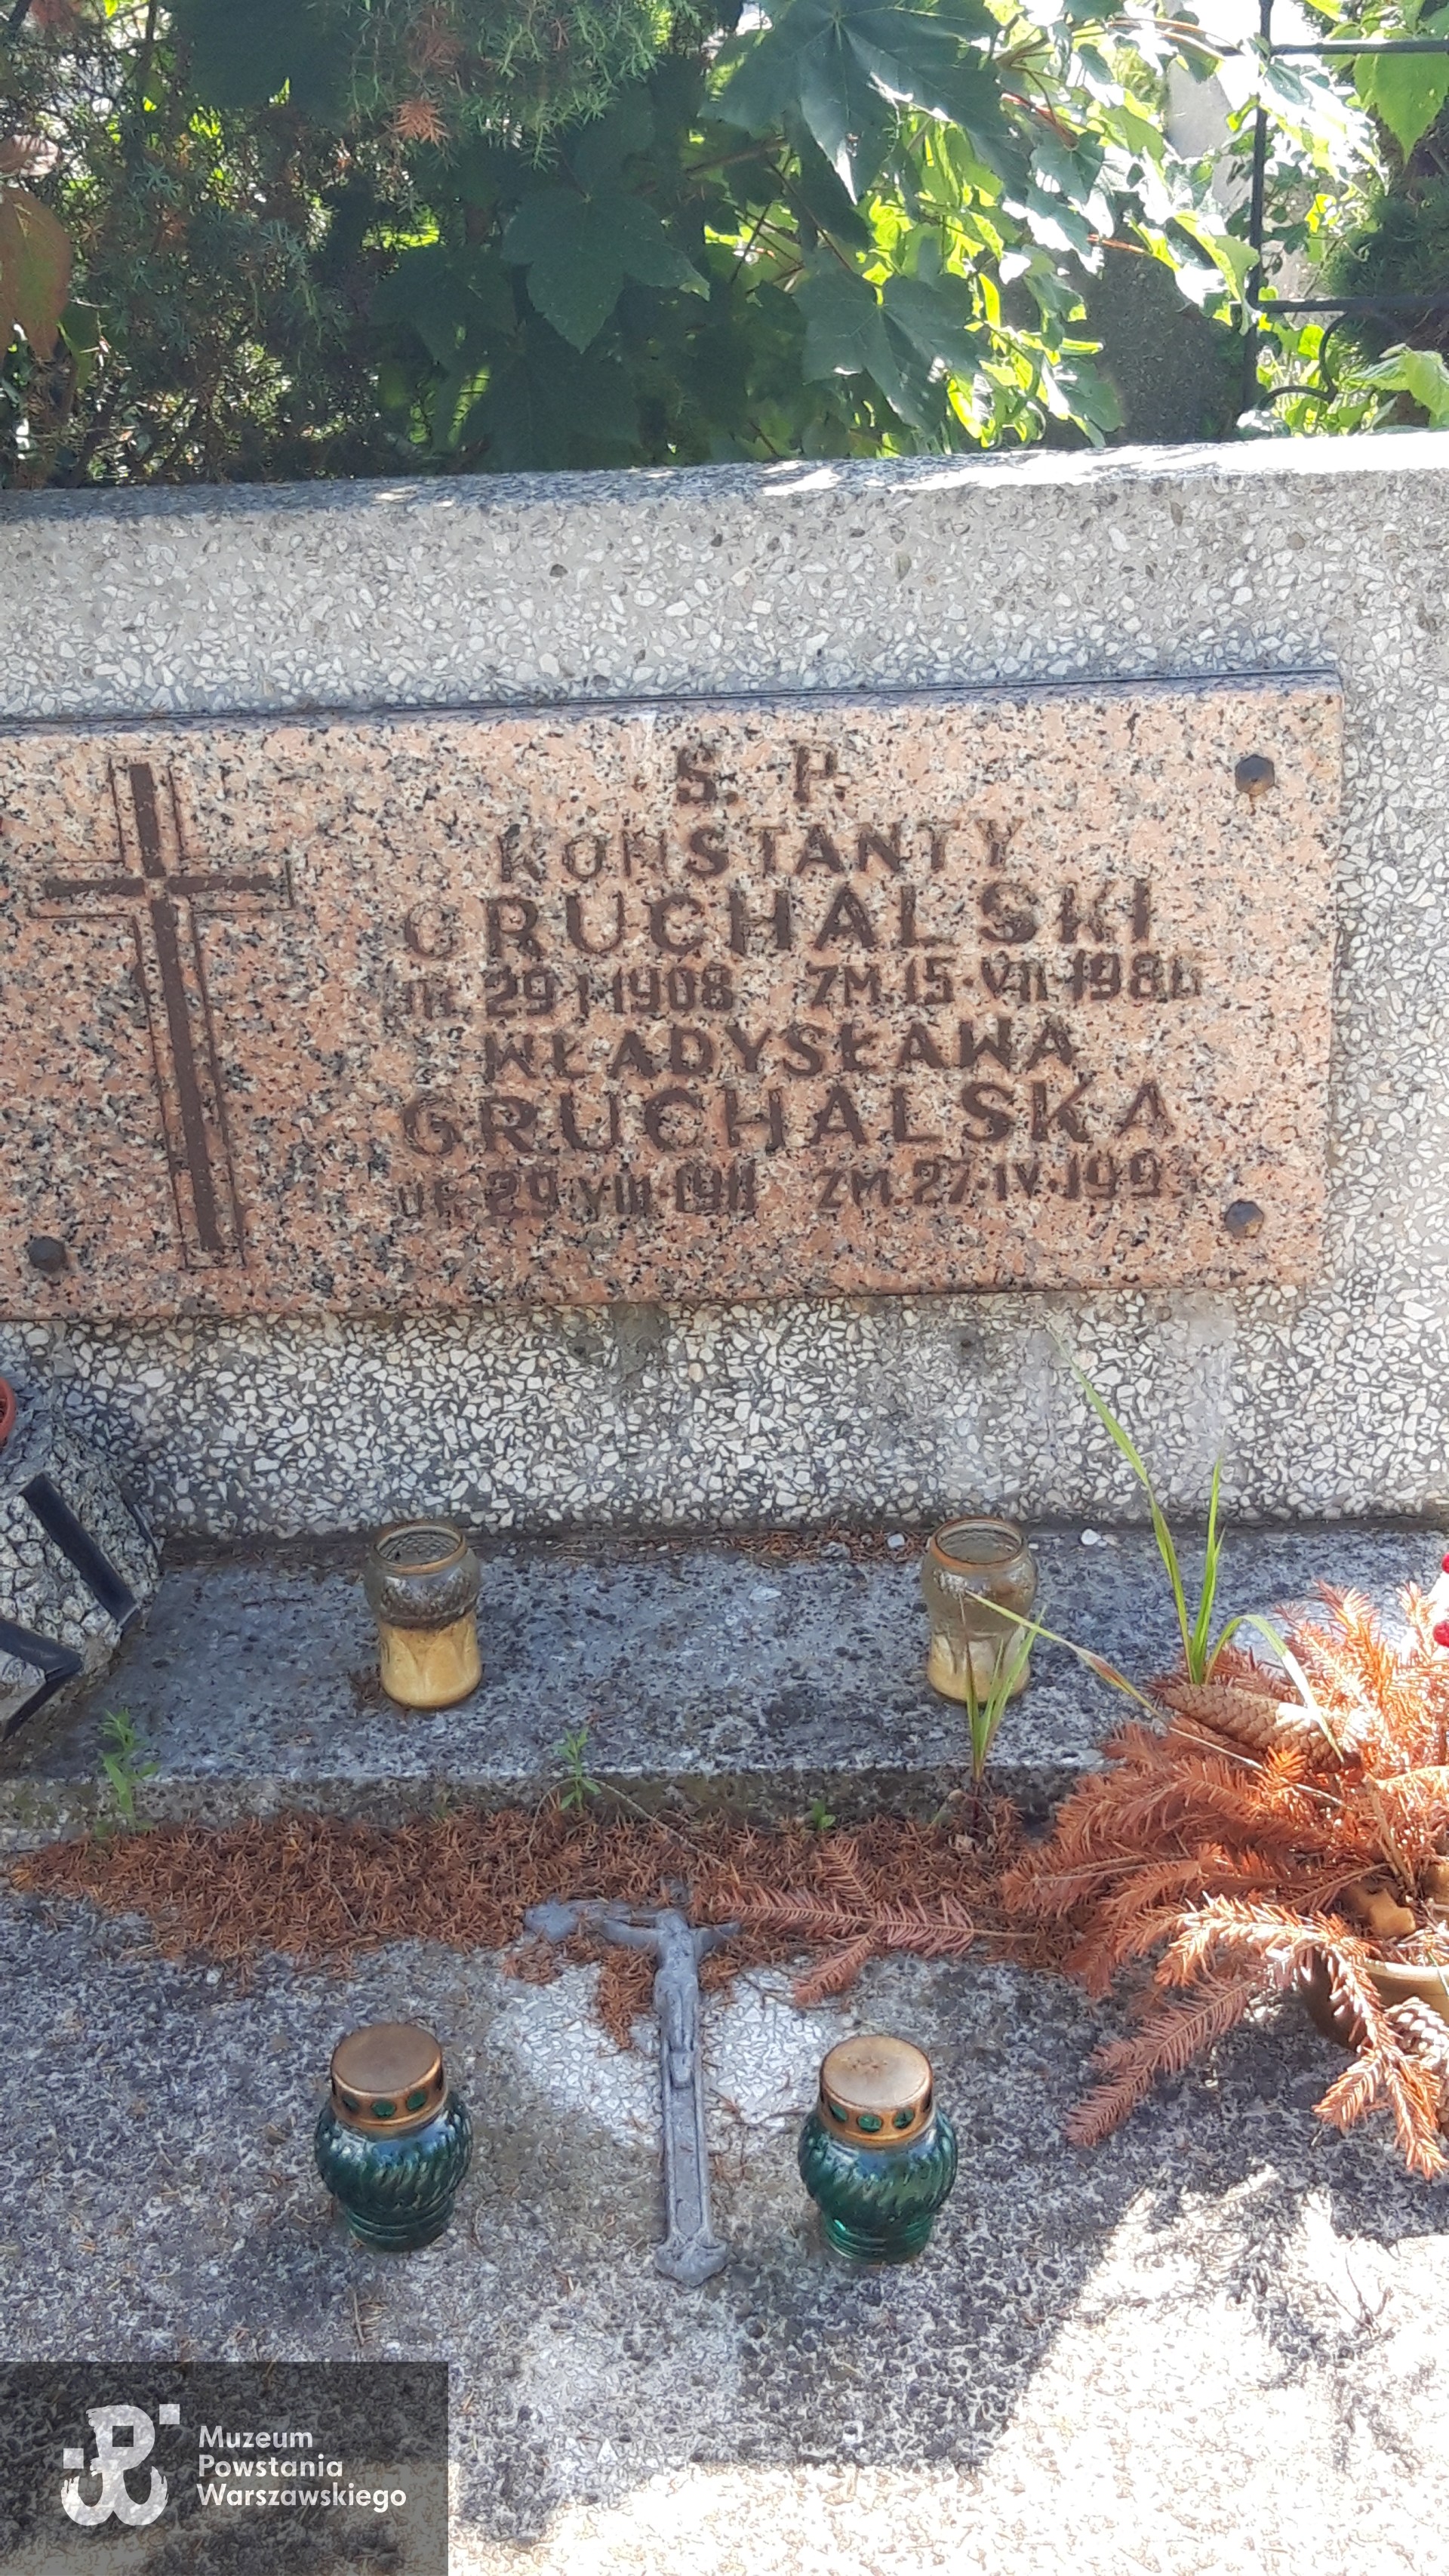 Ś. P.
KONSTANTY
GRUCHALSKI
UR. 29 I 1908 ZM. 15·VII·1986
WŁADYSŁAWA
GRUCHALSKA
UR. 29·VIII·1911 ZM. 27·IV·
Muzeum
Powstania
Warszawskiego